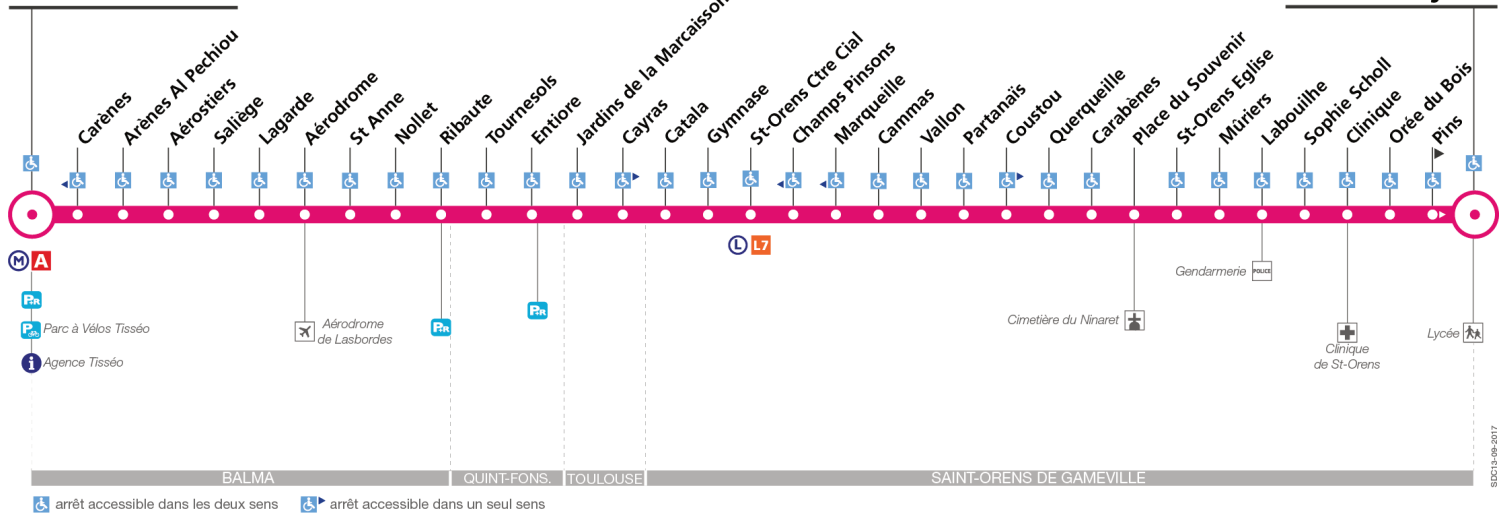 Carènes
Arènes Al Pechiou
Aérostiers
Saliège
Lagarde
Aérodrome
St Anne
Nollet
Ribaute
Tournesols
Entiore
Jardins de la Marcaisson
Cayras
Catala
Gymnase
St-Orens Ctre Cial
Champs Pinsons
Marqueille
Cammas
Vallon
Partanaïs
Coustou
Querqueille
Carabènes
Place du Souvenir
St-Orens Eglise
Mûriers
Labouilhe
Sophie Scholl
Clinique
Orée du Bois
Pins
M A
L L7
P+R
Parc à Vélos Tisséo
i Agence Tisséo
Aérodrome
de Lasbordes
P+R
P+R
Cimetière du Ninaret
Gendarmerie POLICE
Clinique
de St-Orens
Lycée
BALMA
QUINT-FONS.
TOULOUSE
SAINT-ORENS DE GAMEVILLE
arrêt accessible dans les deux sens
arrêt accessible dans un seul sens
SDC13-09-2017